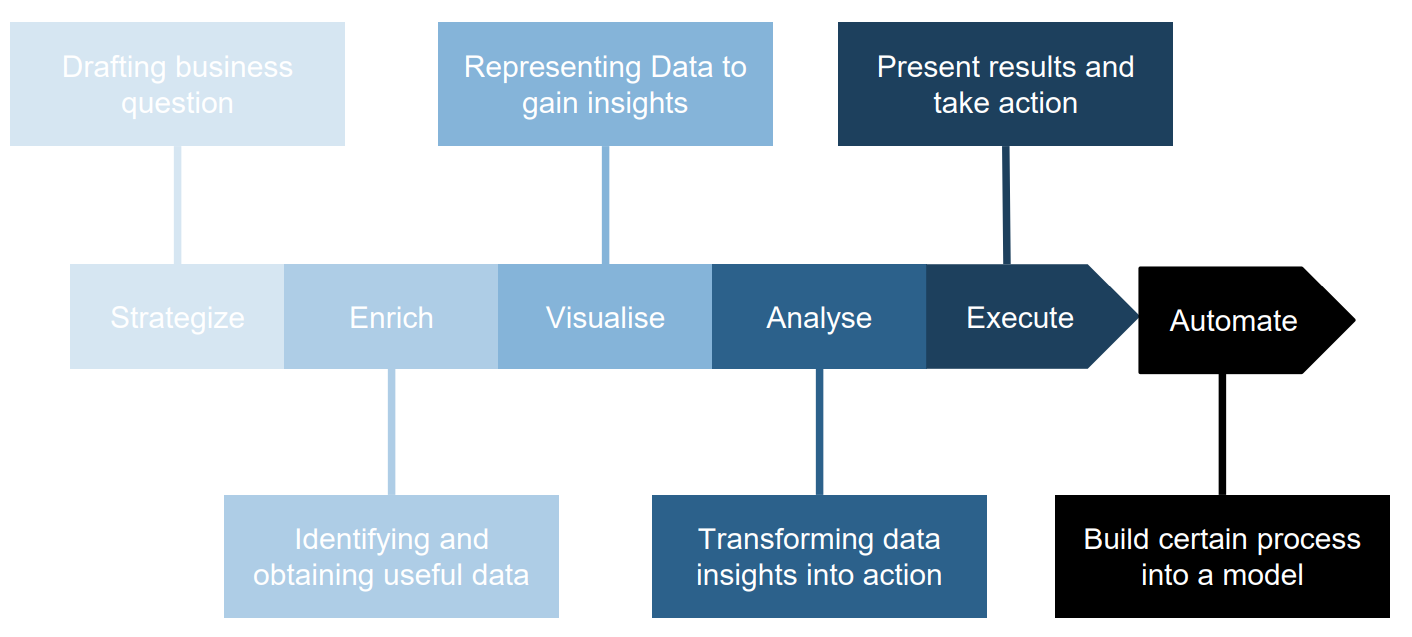 Drafting business
question
Representing Data to
gain insights
Present results and
take action
Strategize
Enrich
Visualise
Analyse
Execute
Automate
Identifying and
obtaining useful data
Transforming data
insights into action
Build certain process
into a model